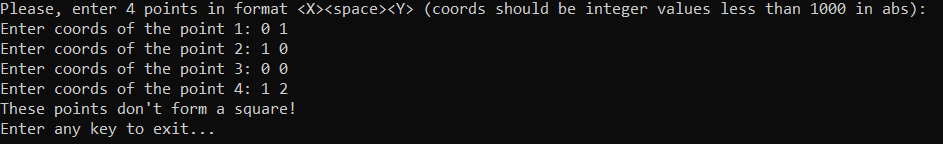 Please, enter 4 points in format <X><space><Y> (coords should be integer values less than 1000 in abs):
Enter coords of the point 1: 0 1
Enter coords of the point 2: 1 0
Enter coords of the point 3: 0 0
Enter coords of the point 4: 1 2
These points don't form a square!
Enter any key to exit...